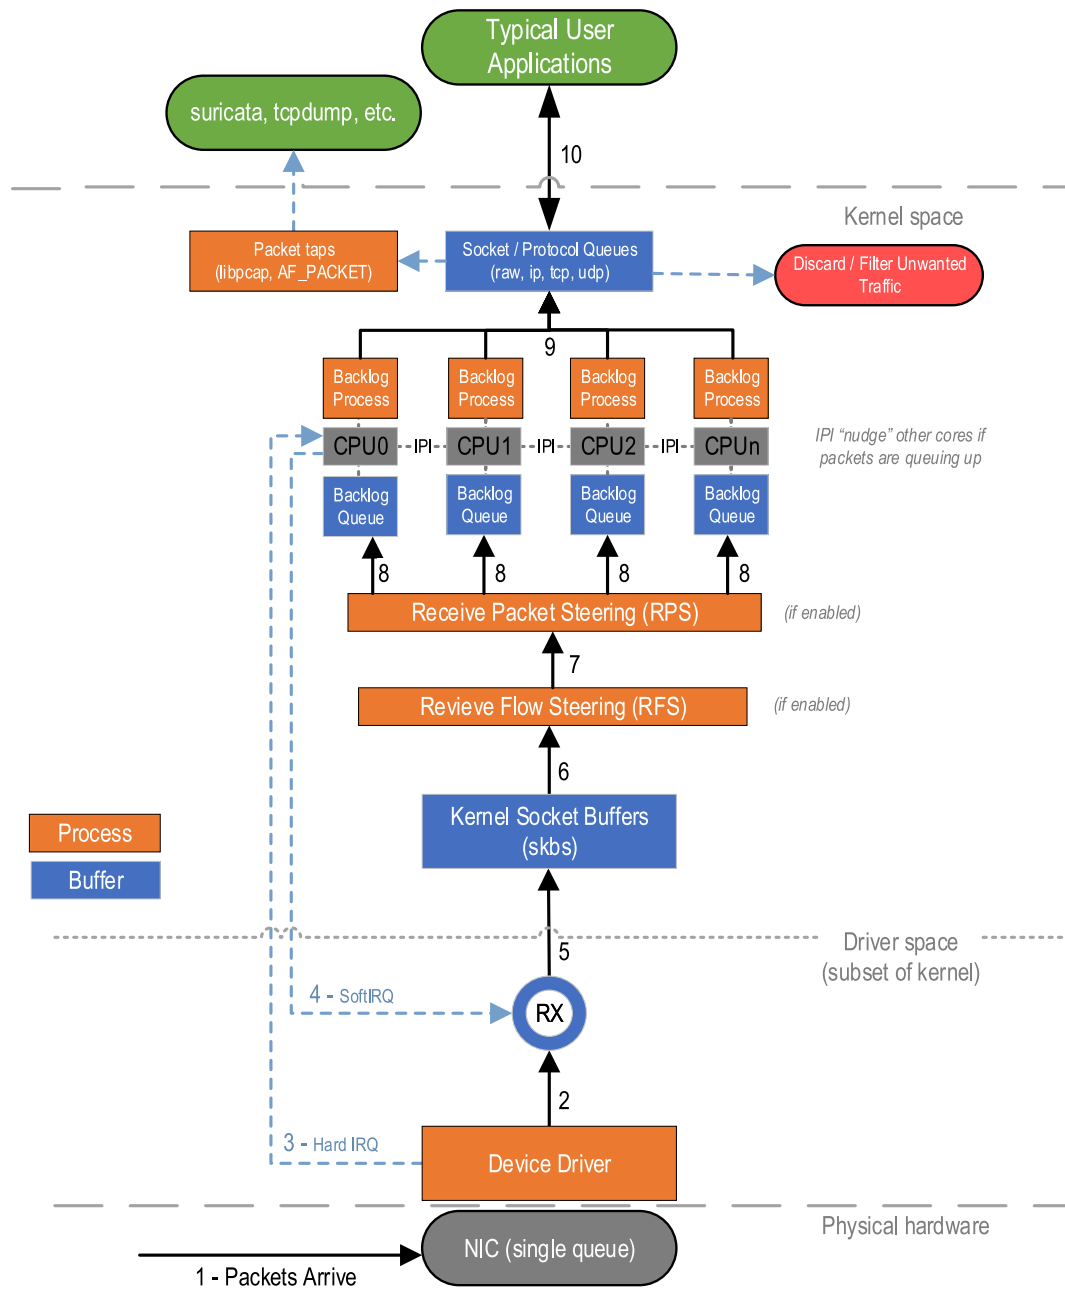 Typical User
Applications
suricata, tcpdump, etc.
10
Kernel space
Packet taps
(libpcap, AF_PACKET)
Socket / Protocol Queues
(raw, ip, tcp, udp)
Discard / Filter Unwanted
Traffic
9
Backlog
Process
Backlog
Process
Backlog
Process
Backlog
Process
CPU0
IPI
CPU1
IPI
CPU2
IPI
CPUn
IPI “nudge” other cores if
packets are queuing up
Backlog
Queue
Backlog
Queue
Backlog
Queue
Backlog
Queue
8
8
8
8
Receive Packet Steering (RPS)
(if enabled)
7
Revieve Flow Steering (RFS)
(if enabled)
6
Kernel Socket Buffers
(skbs)
Process
Buffer
5
Driver space
(subset of kernel)
4 - SoftIRQ
RX
2
3 - Hard IRQ
Device Driver
Physical hardware
NIC (single queue)
1 - Packets Arrive